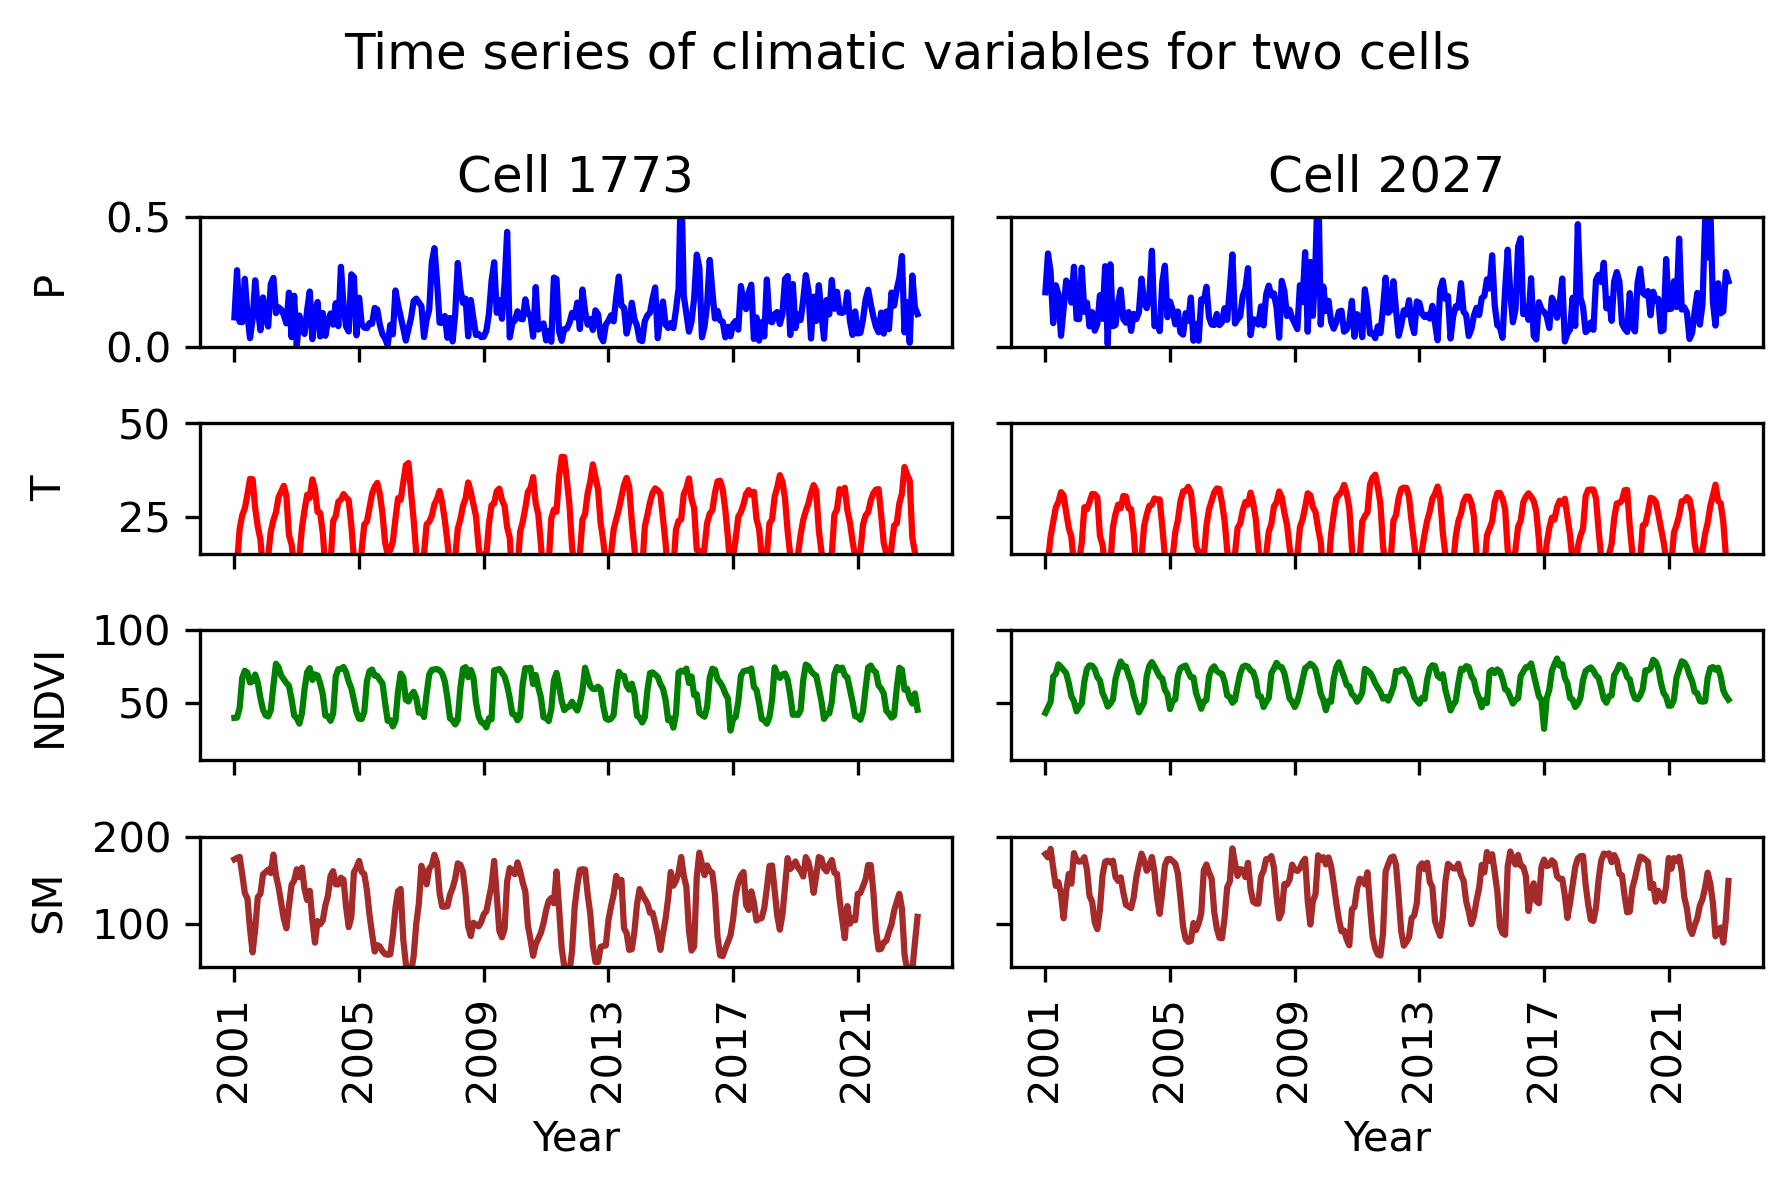 Time series of climatic variables for two cells
Cell 1773
Cell 2027
P
0.5
0.0
T
50
25
NDVI
100
50
SM
200
100
2001 2005 2009 2013 2017 2021
2001 2005 2009 2013 2017 2021
Year
Year